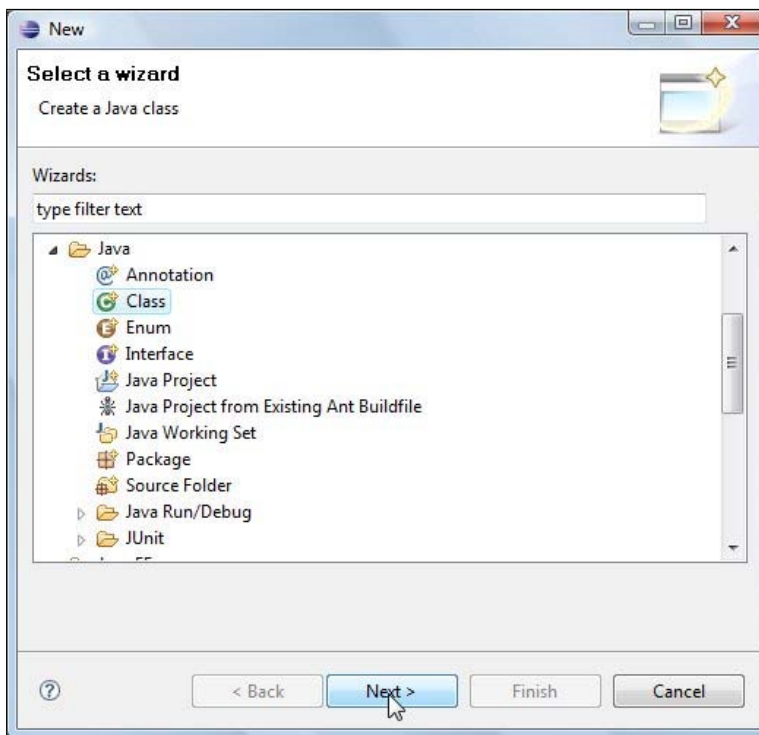 New
Select a wizard
Create a Java class
Wizards:
type filter text
Java
Annotation
Class
Enum
Interface
Java Project
Java Project from Existing Ant Buildfile
Java Working Set
Package
Source Folder
Java Run/Debug
JUnit
< Back
Next >
Finish
Cancel